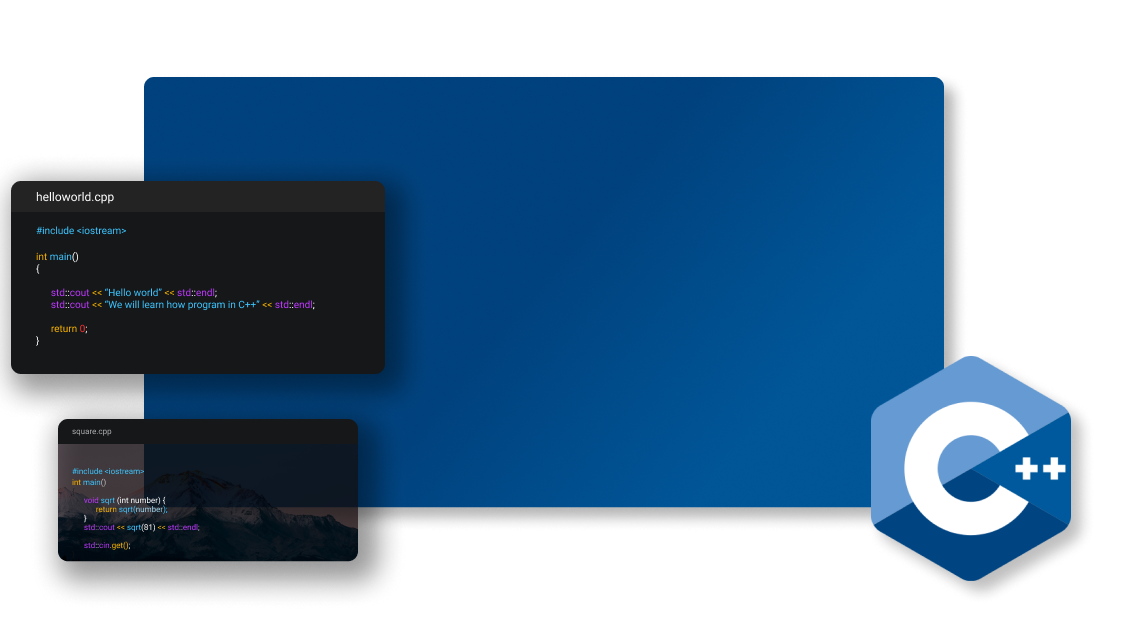 helloworld.cpp
#include <iostream>
int main()
{
std::cout << “Hello world” << std::endl;
std::cout << “We will learn how program in C++” << std::endl;
return 0;
}
square.cpp
#include <iostream>
int main()
void sqrt (int number) {
return sqrt(number);
}
std::cout << sqrt(81) << std::endl;
std::cin.get();
C++